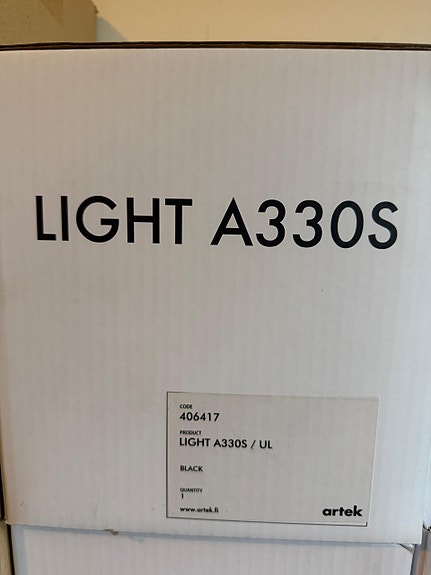 LIGHT A330S
CODE
406417
PRODUCT
LIGHT A330S / UL
BLACK
QUANTITY
1
www.artek.fi
artek